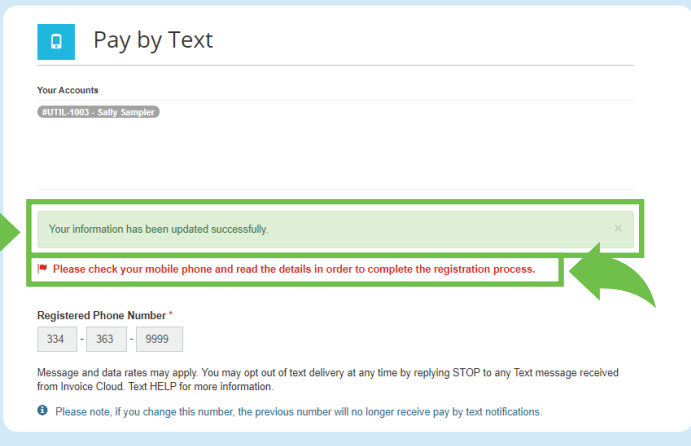 Pay by Text
Your Accounts
#UTIL-1003 - Sally Sampler
Your information has been updated successfully. ×
Please check your mobile phone and read the details in order to complete the registration process.
Registered Phone Number *
334 - 363 - 9999
Message and data rates may apply. You may opt out of text delivery at any time by replying STOP to any Text message received
from Invoice Cloud. Text HELP for more information.
Please note, if you change this number, the previous number will no longer receive pay by text notifications.